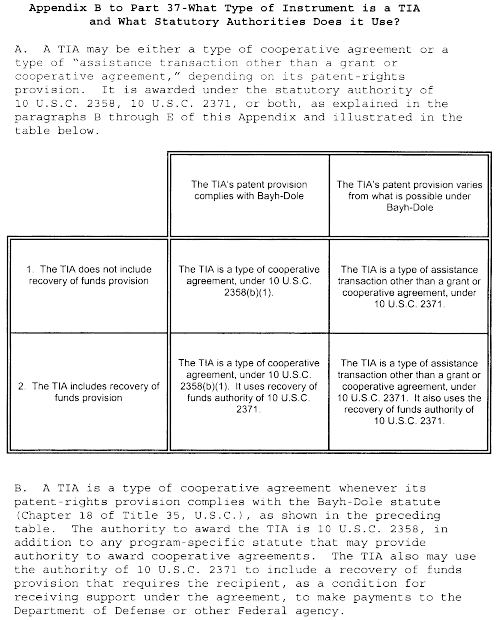 Appendix B to Part 37-What Type of Instrument is a TIA
and What Statutory Authorities Does it Use?
A. A TIA may be either a type of cooperative agreement or a
type of "assistance transaction other than a grant or
cooperative agreement," depending on its patent-rights
provision. It is awarded under the statutory authority of
10 U.S.C. 2358, 10 U.S.C. 2371, or both, as explained in the
paragraphs B through E of this Appendix and illustrated in the
table below.
The TIA's patent provision
complies with Bayh-Dole
The TIA's patent provision varies
from what is possible under
Bayh-Dole
1. The TIA does not include
recovery of funds provision
The TIA is a type of cooperative
agreement, under 10 U.S.C.
2358(b)(1).
The TIA is a type of assistance
transaction other than a grant or
cooperative agreement, under
10 U.S.C. 2371.
2. The TIA includes recovery of
funds provision
The TIA is a type of cooperative
agreement, under 10 U.S.C.
2358(b)(1). It uses recovery of
funds authority of 10 U.S.C.
2371.
The TIA is a type of assistance
transaction other than a grant or
cooperative agreement, under
10 U.S.C. 2371. It also uses the
recovery of funds authority of
10 U.S.C. 2371.
B. A TIA is a type of cooperative agreement whenever its
patent-rights provision complies with the Bayh-Dole statute
(Chapter 18 of Title 35, U.S.C.), as shown in the preceding
table. The authority to award the TIA is 10 U.S.C. 2358, in
addition to any program-specific statute that may provide
authority to award cooperative agreements. The TIA also may use
the authority of 10 U.S.C. 2371 to include a recovery of funds
provision that requires the recipient, as a condition for
receiving support under the agreement, to make payments to the
Department of Defense or other Federal agency.